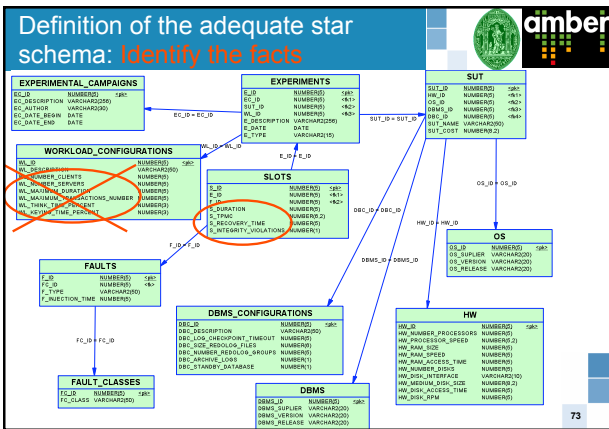 Definition of the adequate star
schema: Identify the facts
amber
EXPERIMENTAL_CAMPAIGNS
EC_ID NUMBER(5) <pk>
EC_DESCRIPTION VARCHAR2(256)
EC_AUTHOR VARCHAR2(30)
EC_DATE_BEGIN DATE
EC_DATE_END DATE
EC_ID = EC_ID
EXPERIMENTS
E_ID NUMBER(5) <pk>
EC_ID NUMBER(5) <fk1>
SUT_ID NUMBER(5) <fk2>
WL_ID NUMBER(5) <fk3>
E_DESCRIPTION VARCHAR2(256)
E_DATE DATE
E_TYPE VARCHAR2(15)
SUT_ID = SUT_ID
SUT
SUT_ID NUMBER(5) <pk>
HW_ID NUMBER(5) <fk1>
OS_ID NUMBER(5) <fk2>
DBMS_ID NUMBER(5) <fk3>
DBC_ID NUMBER(5) <fk4>
SUT_NAME VARCHAR2(50)
SUT_COST NUMBER(8,2)
WL_ID = WL_ID
E_ID = E_ID
WORKLOAD_CONFIGURATIONS
WL_ID NUMBER(5) <pk>
WL_DESCRIPTION VARCHAR2(50)
WL_NUMBER_CLIENTS NUMBER(5)
WL_NUMBER_SERVERS NUMBER(5)
WL_MAXIMUM_DURATION NUMBER(5)
WL_MAXIMUM_TRANSACTIONS_NUMBER NUMBER(5)
WL_THINK_TIME_PERCENT NUMBER(3)
WL_KEYING_TIME_PERCENT NUMBER(3)
SLOTS
S_ID NUMBER(5) <pk>
E_ID NUMBER(5) <fk1>
F_ID NUMBER(5) <fk2>
S_DURATION NUMBER(5)
S_TPMC NUMBER(8,2)
S_RECOVERY_TIME NUMBER(5)
S_INTEGRITY_VIOLATIONS NUMBER(1)
OS_ID = OS_ID
DBC_ID = DBC_ID
HW_ID = HW_ID
F_ID = F_ID
DBMS_ID = DBMS_ID
OS
OS_ID NUMBER(5) <pk>
OS_SUPLIER VARCHAR2(20)
OS_VERSION VARCHAR2(20)
OS_RELEASE VARCHAR2(20)
FAULTS
F_ID NUMBER(5) <pk>
FC_ID NUMBER(5) <fk>
F_TYPE VARCHAR2(50)
F_INJECTION_TIME NUMBER(5)
FC_ID = FC_ID
DBMS_CONFIGURATIONS
DBC_ID NUMBER(5) <pk>
DBC_DESCRIPTION VARCHAR2(50)
DBC_LOG_CHECKPOINT_TIMEOUT NUMBER(5)
DBC_SIZE_REDOLOG_FILES NUMBER(5)
DBC_NUMBER_REDOLOG_GROUPS NUMBER(5)
DBC_ARCHIVE_LOGS NUMBER(1)
DBC_STANDBY_DATABASE NUMBER(1)
HW
HW_ID NUMBER(5) <pk>
HW_NUMBER_PROCESSORS NUMBER(5)
HW_PROCESSOR_SPEED NUMBER(5,2)
HW_RAM_SIZE NUMBER(5)
HW_RAM_SPEED NUMBER(5)
HW_RAM_ACCESS_TIME NUMBER(5)
HW_NUMBER_DISKS NUMBER(5)
HW_DISK_INTERFACE VARCHAR2(10)
HW_MEDIUM_DISK_SIZE NUMBER(8,2)
HW_DISK_ACCESS_TIME NUMBER(5)
HW_DISK_RPM NUMBER(5)
FAULT_CLASSES
FC_ID NUMBER(5) <pk>
FC_CLASS VARCHAR2(50)
DBMS
DBMS_ID NUMBER(5) <pk>
DBMS_SUPLIER VARCHAR2(20)
DBMS_VERSION VARCHAR2(20)
DBMS_RELEASE VARCHAR2(20)
73